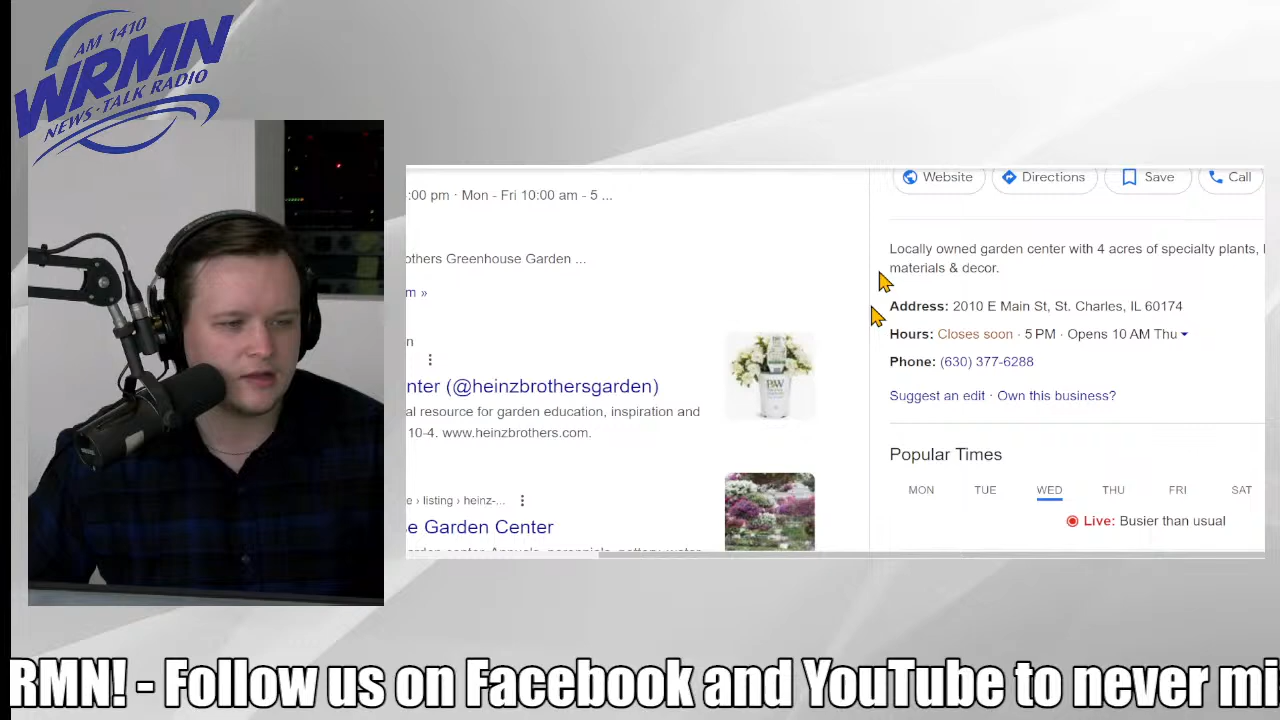 AM 1410
WRMN
NEWS·TALK RADIO
:00 pm · Mon - Fri 10:00 am - 5 ...
others Greenhouse Garden ...
m »
n
nter (@heinzbrothersgarden)
al resource for garden education, inspiration and
10-4. www.heinzbrothers.com.
e › listing › heinz-...
e Garden Center
Website
Directions
Save
Call
Locally owned garden center with 4 acres of specialty plants,
materials & decor.
Address: 2010 E Main St, St. Charles, IL 60174
Hours: Closes soon · 5 PM · Opens 10 AM Thu
Phone: (630) 377-6288
Suggest an edit · Own this business?
Popular Times
MON TUE WED THU FRI SAT
Live: Busier than usual
RMN! - Follow us on Facebook and YouTube to never mi